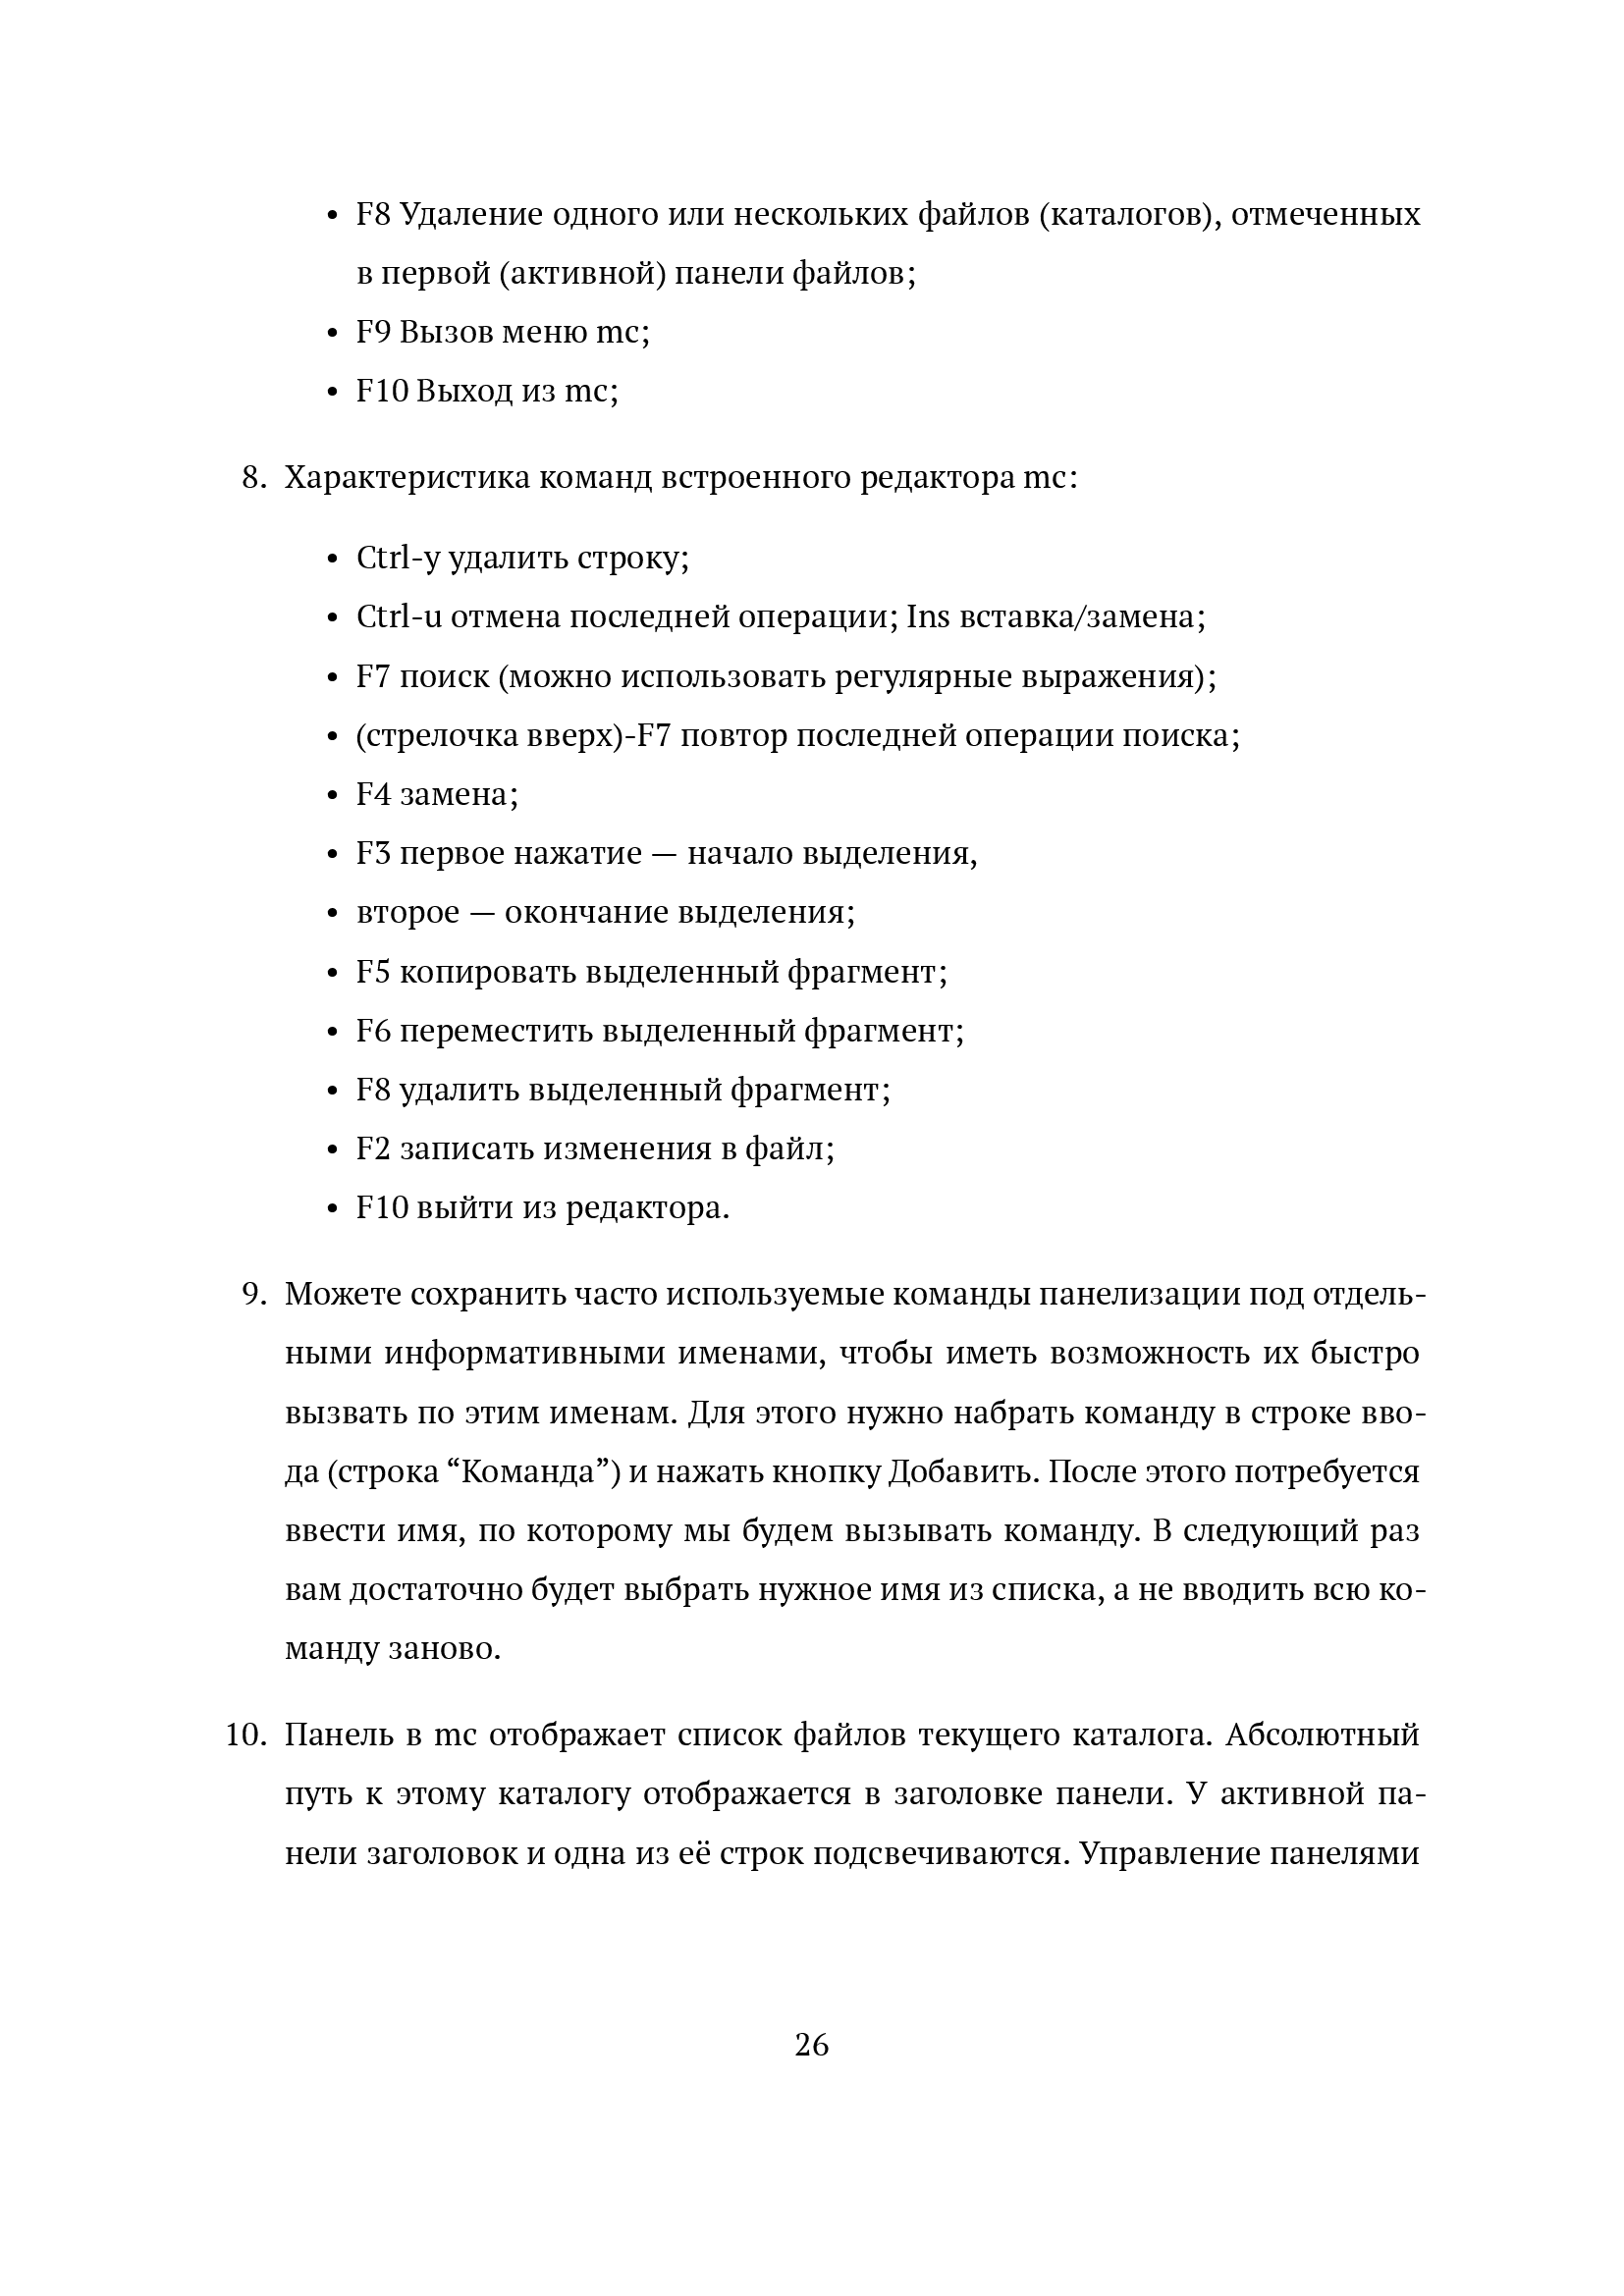 • F8 Удаление одного или нескольких файлов (каталогов), отмеченных
в первой (активной) панели файлов;
• F9 Вызов меню mc;
• F10 Выход из mc;
8. Характеристика команд встроенного редактора mc:
• Ctrl-y удалить строку;
• Ctrl-u отмена последней операции; Ins вставка/замена;
• F7 поиск (можно использовать регулярные выражения);
• (стрелочка вверх)-F7 повтор последней операции поиска;
• F4 замена;
• F3 первое нажатие — начало выделения,
• второе — окончание выделения;
• F5 копировать выделенный фрагмент;
• F6 переместить выделенный фрагмент;
• F8 удалить выделенный фрагмент;
• F2 записать изменения в файл;
• F10 выйти из редактора.
9. Можете сохранить часто используемые команды панелизации под отдель-
ными информативными именами, чтобы иметь возможность их быстро
вызвать по этим именам. Для этого нужно набрать команду в строке вво-
да (строка “Команда”) и нажать кнопку Добавить. После этого потребуется
ввести имя, по которому мы будем вызывать команду. В следующий раз
вам достаточно будет выбрать нужное имя из списка, а не вводить всю ко-
манду заново.
10. Панель в mc отображает список файлов текущего каталога. Абсолютный
путь к этому каталогу отображается в заголовке панели. У активной па-
нели заголовок и одна из её строк подсвечиваются. Управление панелями
26